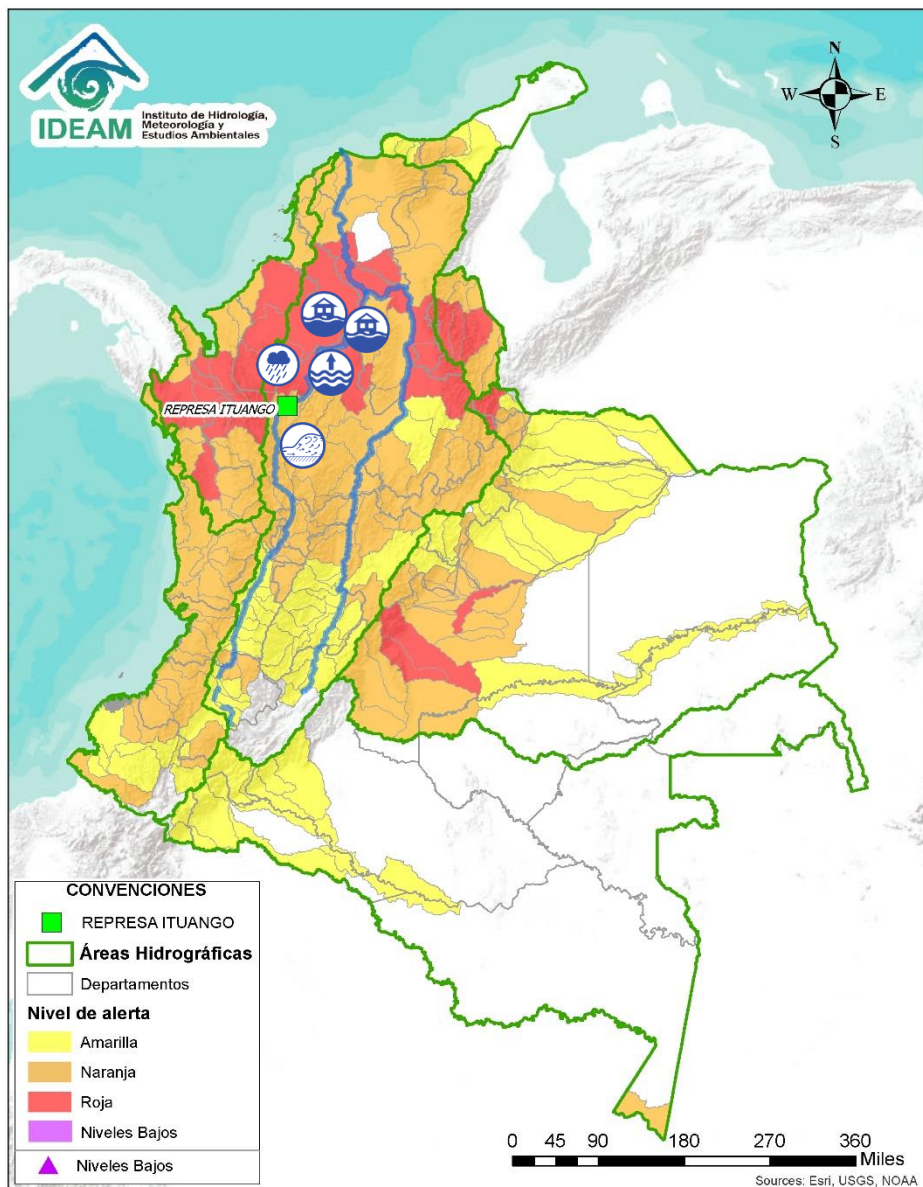 IDEAM
Instituto de Hidrología,
Meteorología y
Estudios Ambientales
N
W
E
S
REPRESA ITUANGO
CONVENCIONES
REPRESA ITUANGO
Áreas Hidrográficas
Departamentos
Nivel de alerta
Amarilla
Naranja
Roja
Niveles Bajos
Niveles Bajos
0 45 90 180 270 360
Miles
Sources: Esri, USGS, NOAA